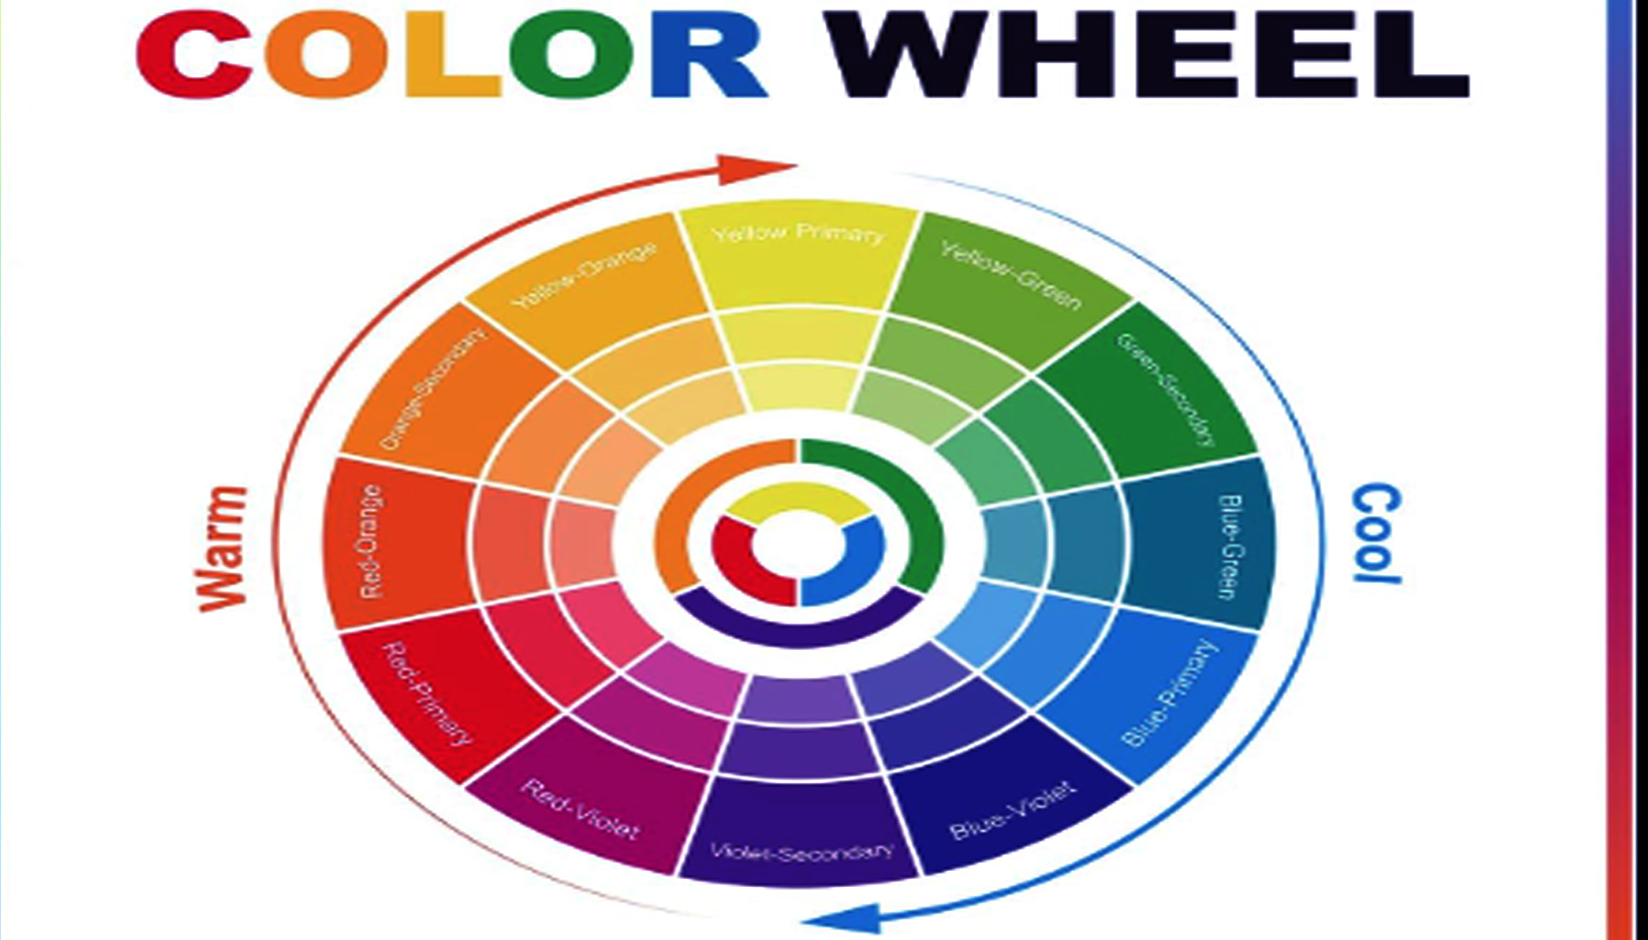 COLOR WHEEL
Yellow Primary
Yellow-Green
Green-Secondary
Blue-Green
Blue-Primary
Blue-Violet
Violet-Secondary
Red-Violet
Red-Primary
Red-Orange
Orange-Secondary
Yellow-Orange
Warm
Cool